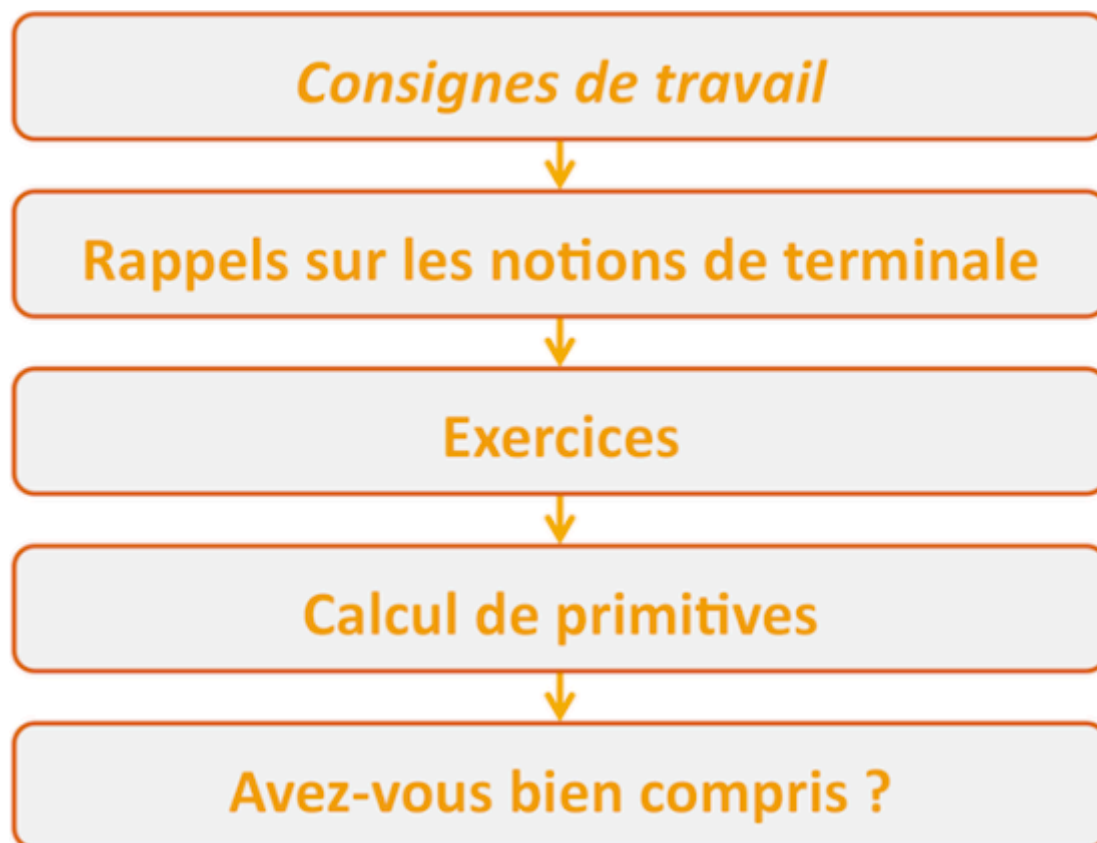 Consignes de travail
Rappels sur les notions de terminale
Exercices
Calcul de primitives
Avez-vous bien compris ?